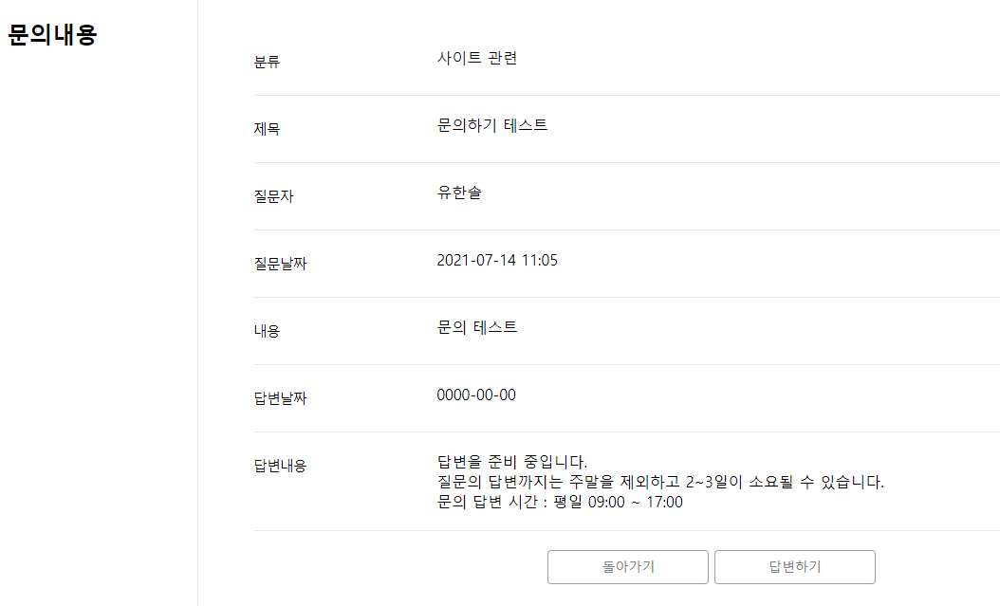 문의내용
분류
사이트 관련
제목
문의하기 테스트
질문자
유한솔
질문날짜
2021-07-14 11:05
내용
문의 테스트
답변날짜
0000-00-00
답변내용
답변을 준비 중입니다.
질문의 답변까지는 주말을 제외하고 2~3일이 소요될 수 있습니다.
문의 답변 시간 : 평일 09:00 ~ 17:00
돌아가기
답변하기